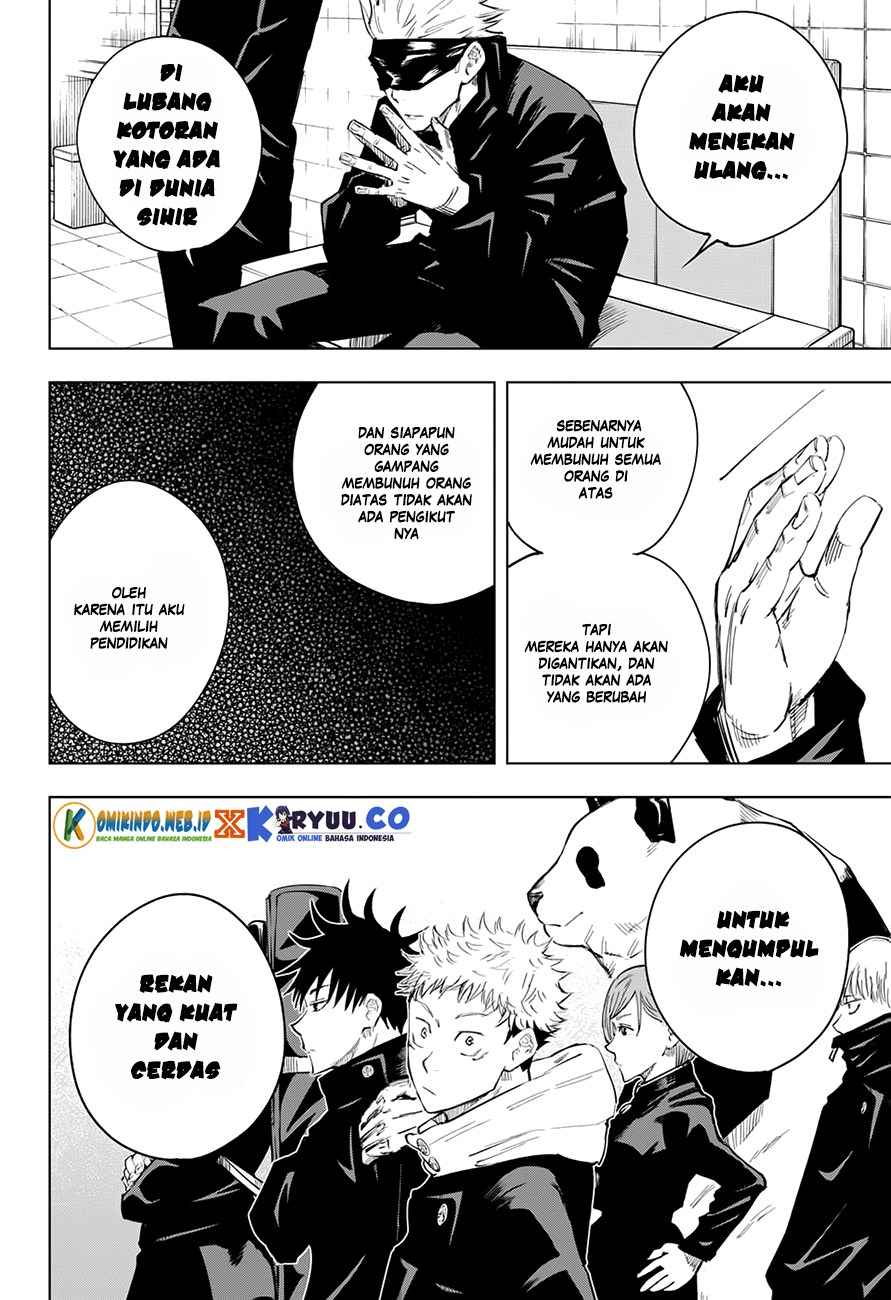 AKU
AKAN
MENEKAN
ULANG...
DI
LUBANG
KOTORAN
YANG ADA
DI DUNIA
SIHIR
SEBENARNYA
MUDAH UNTUK
MEMBUNUH SEMUA
ORANG DI
ATAS
TAPI
MEREKA HANYA AKAN
DIGANTIKAN, DAN
TIDAK AKAN ADA
YANG BERUBAH
DAN SIAPAPUN
ORANG YANG
GAMPANG
MEMBUNUH ORANG
DIATAS TIDAK AKAN
ADA PENGIKUT
NYA
OLEH
KARENA ITU AKU
MEMILIH
PENDIDIKAN
KOMIKINDO.WEB.ID X KIRYUU.CO
BACA MANGA ONLINE BAHASA INDONESIA OMIK ONLINE BAHASA INDONESIA
UNTUK
MENGUMPUL
KAN...
REKAN
YANG KUAT
DAN
CERDAS